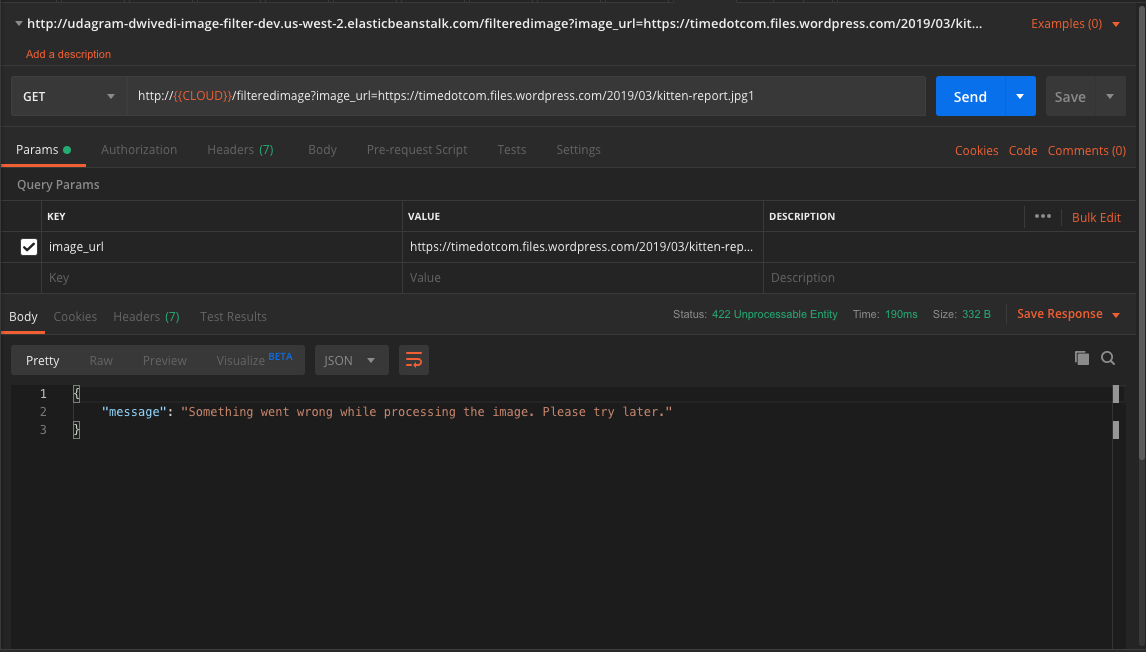 http://udagram-dwivedi-image-filter-dev.us-west-2.elasticbeanstalk.com/filteredimage?image_url=https://timedotcom.files.wordpress.com/2019/03/kit... Examples (0)
Add a description
GET http://{{CLOUD}}/filteredimage?image_url=https://timedotcom.files.wordpress.com/2019/03/kitten-report.jpg1 Send Save
Params Authorization Headers (7) Body Pre-request Script Tests Settings Cookies Code Comments (0)
Query Params
KEY VALUE DESCRIPTION ••• Bulk Edit
image_url https://timedotcom.files.wordpress.com/2019/03/kitten-rep...
Key Value Description
Body Cookies Headers (7) Test Results Status: 422 Unprocessable Entity Time: 190ms Size: 332 B Save Response
Pretty Raw Preview Visualize BETA JSON
1 {
2 "message": "Something went wrong while processing the image. Please try later."
3 }